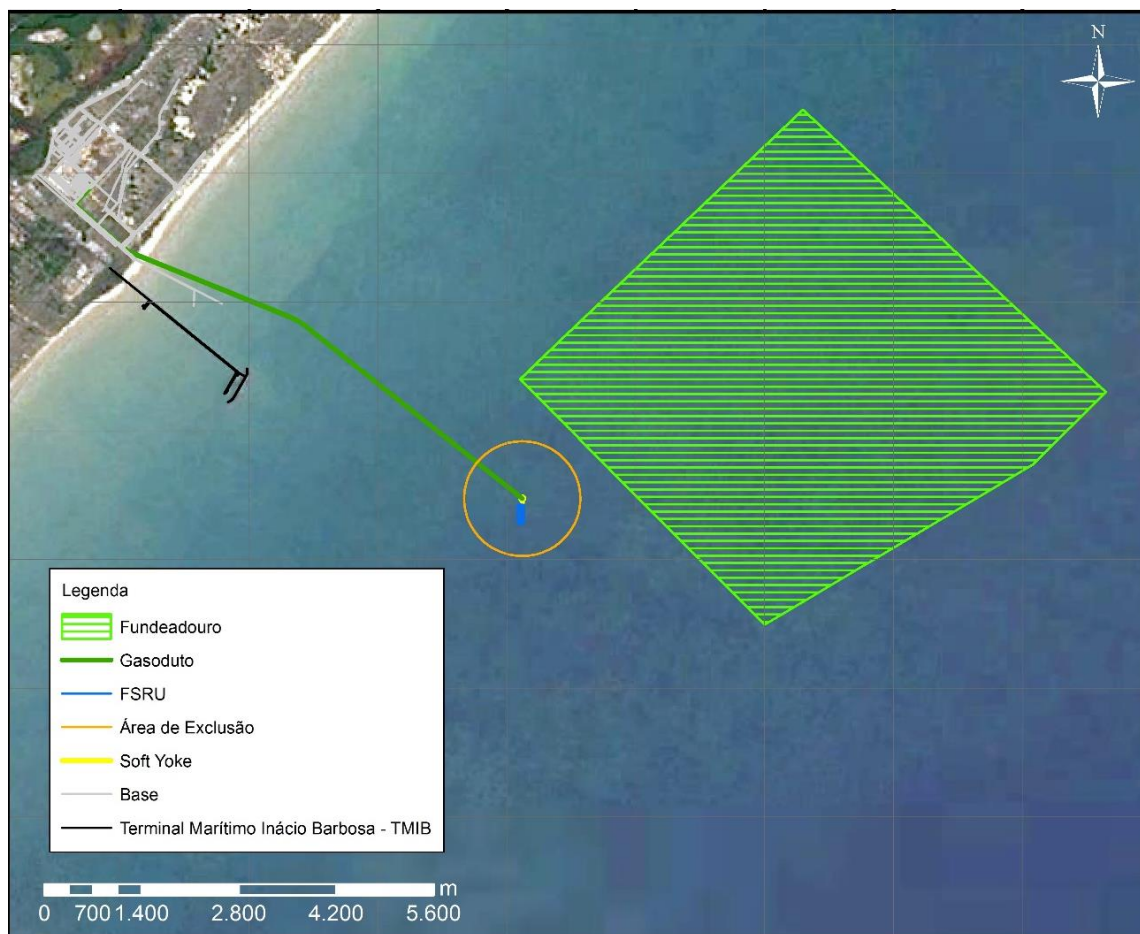 N
Legenda
Fundeadouro
Gasoduto
FSRU
Área de Exclusão
Soft Yoke
Base
Terminal Marítimo Inácio Barbosa - TMIB
m
0 700 1.400 2.800 4.200 5.600